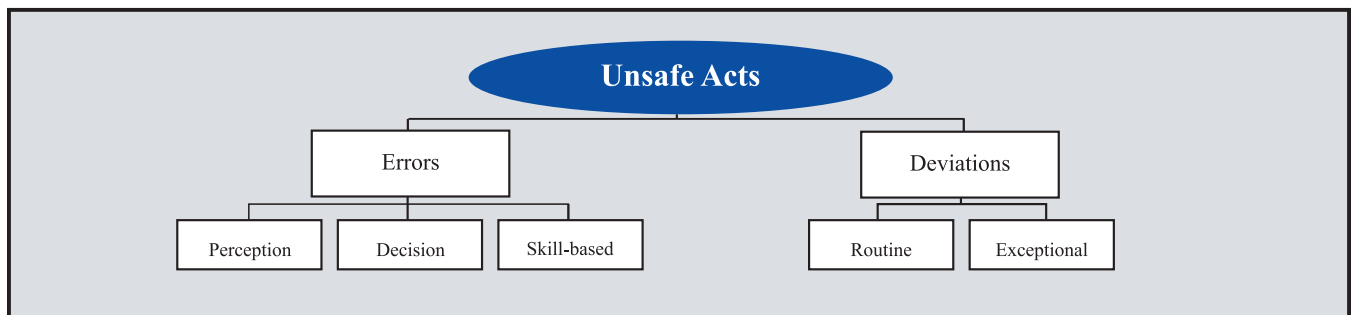 Unsafe Acts
Errors
Deviations
Perception
Decision
Skill-based
Routine
Exceptional